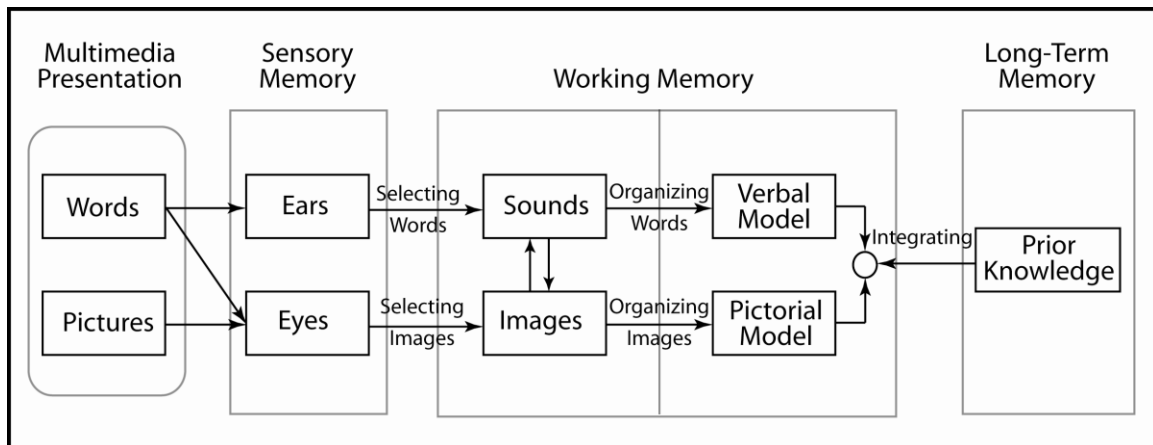 Multimedia
Presentation
Sensory
Memory
Working Memory
Long-Term
Memory
Words
Pictures
Ears
Eyes
Selecting
Words
Selecting
Images
Sounds
Images
Organizing
Words
Organizing
Images
Verbal
Model
Pictorial
Model
Integrating
Prior
Knowledge